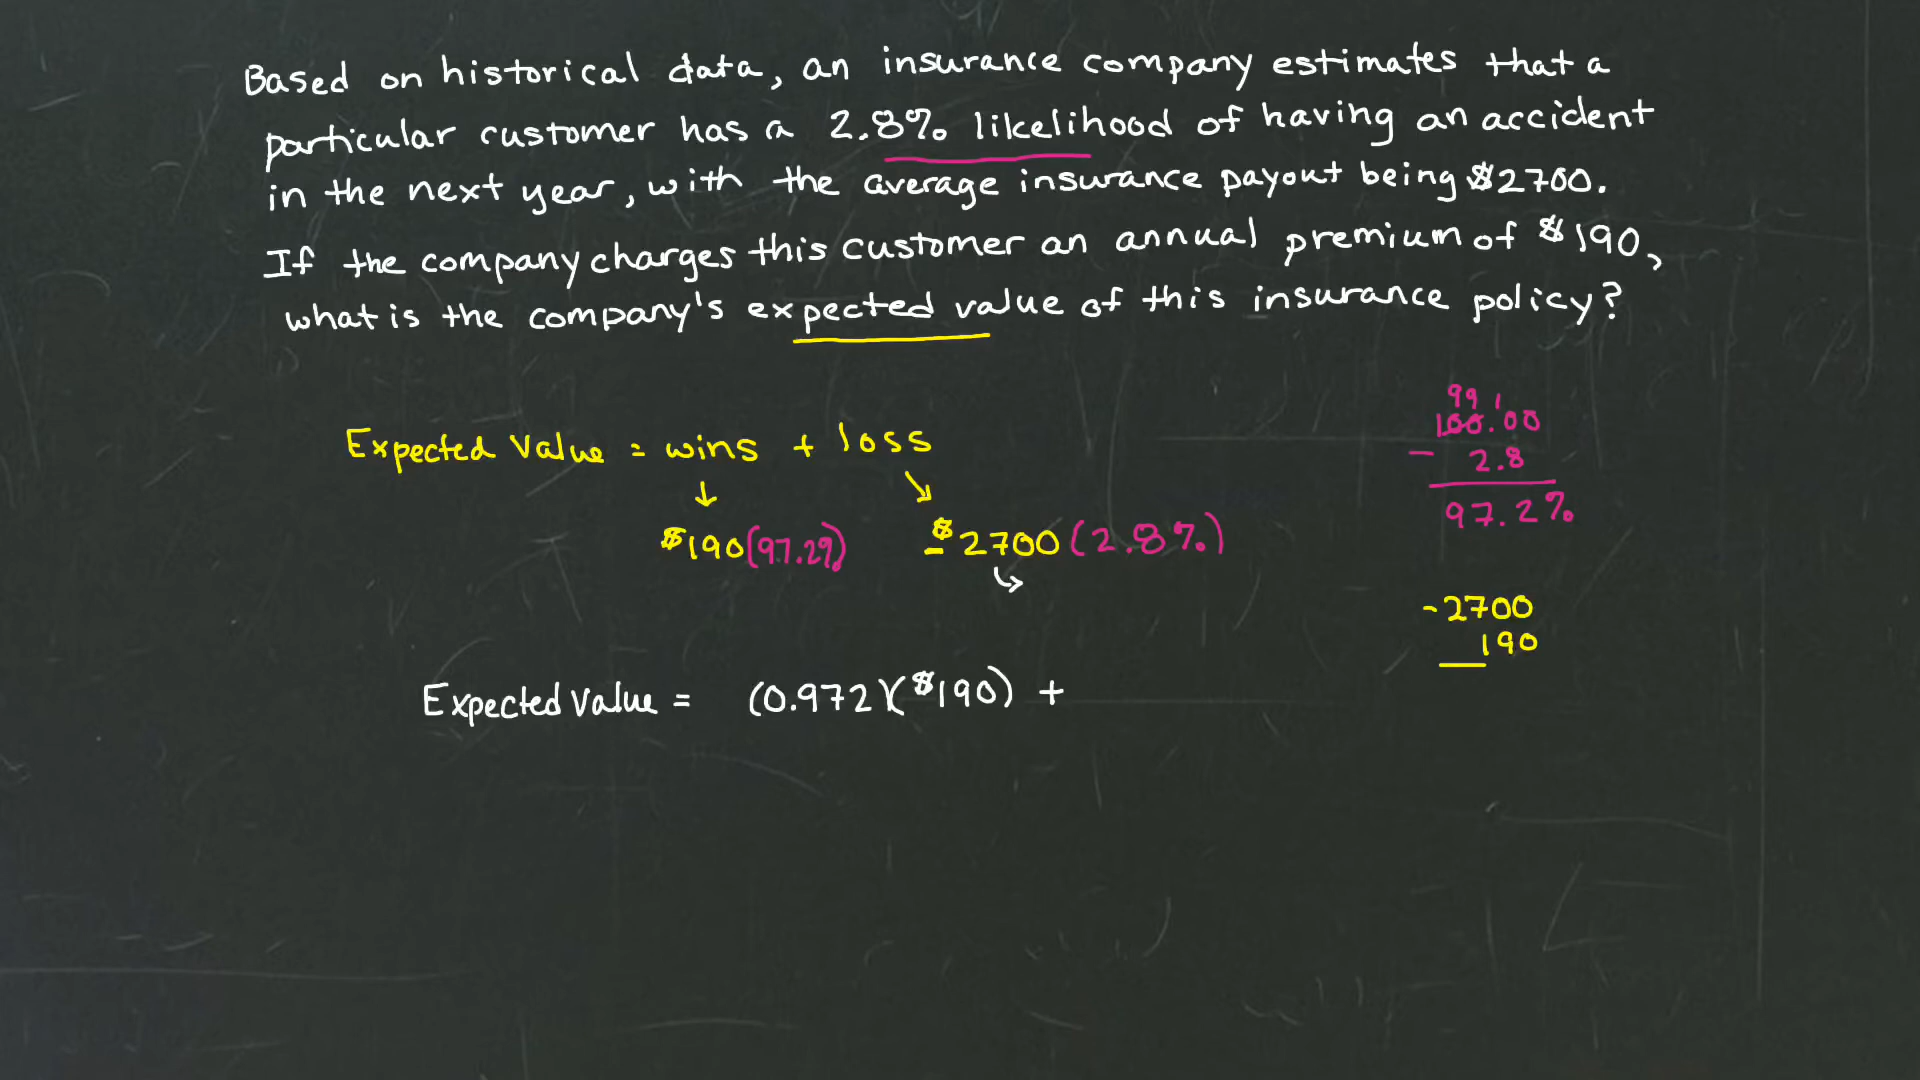 Based on historical data, an insurance company estimates that a
particular customer has a 2.8% likelihood of having an accident
in the next year, with the average insurance payout being $2700.
If the company charges this customer an annual premium of $190,
what is the company's expected value of this insurance policy?
Expected Value = wins + loss
↓ ↘
$190(97.2%) -$2700(2.8%)
Expected Value = (0.972)($190) +
99 1
100.00
- 2.8
97.2%
-2700
190